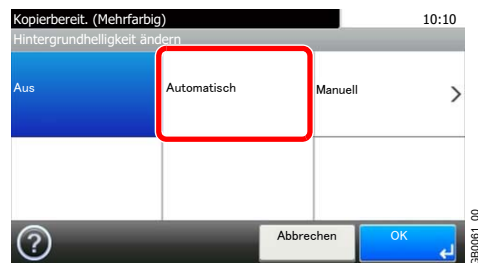 Kopierbereit. (Mehrfarbig) 10:10
Hintergrundhelligkeit ändern
Aus Automatisch Manuell
Abbrechen OK
GB0061_00